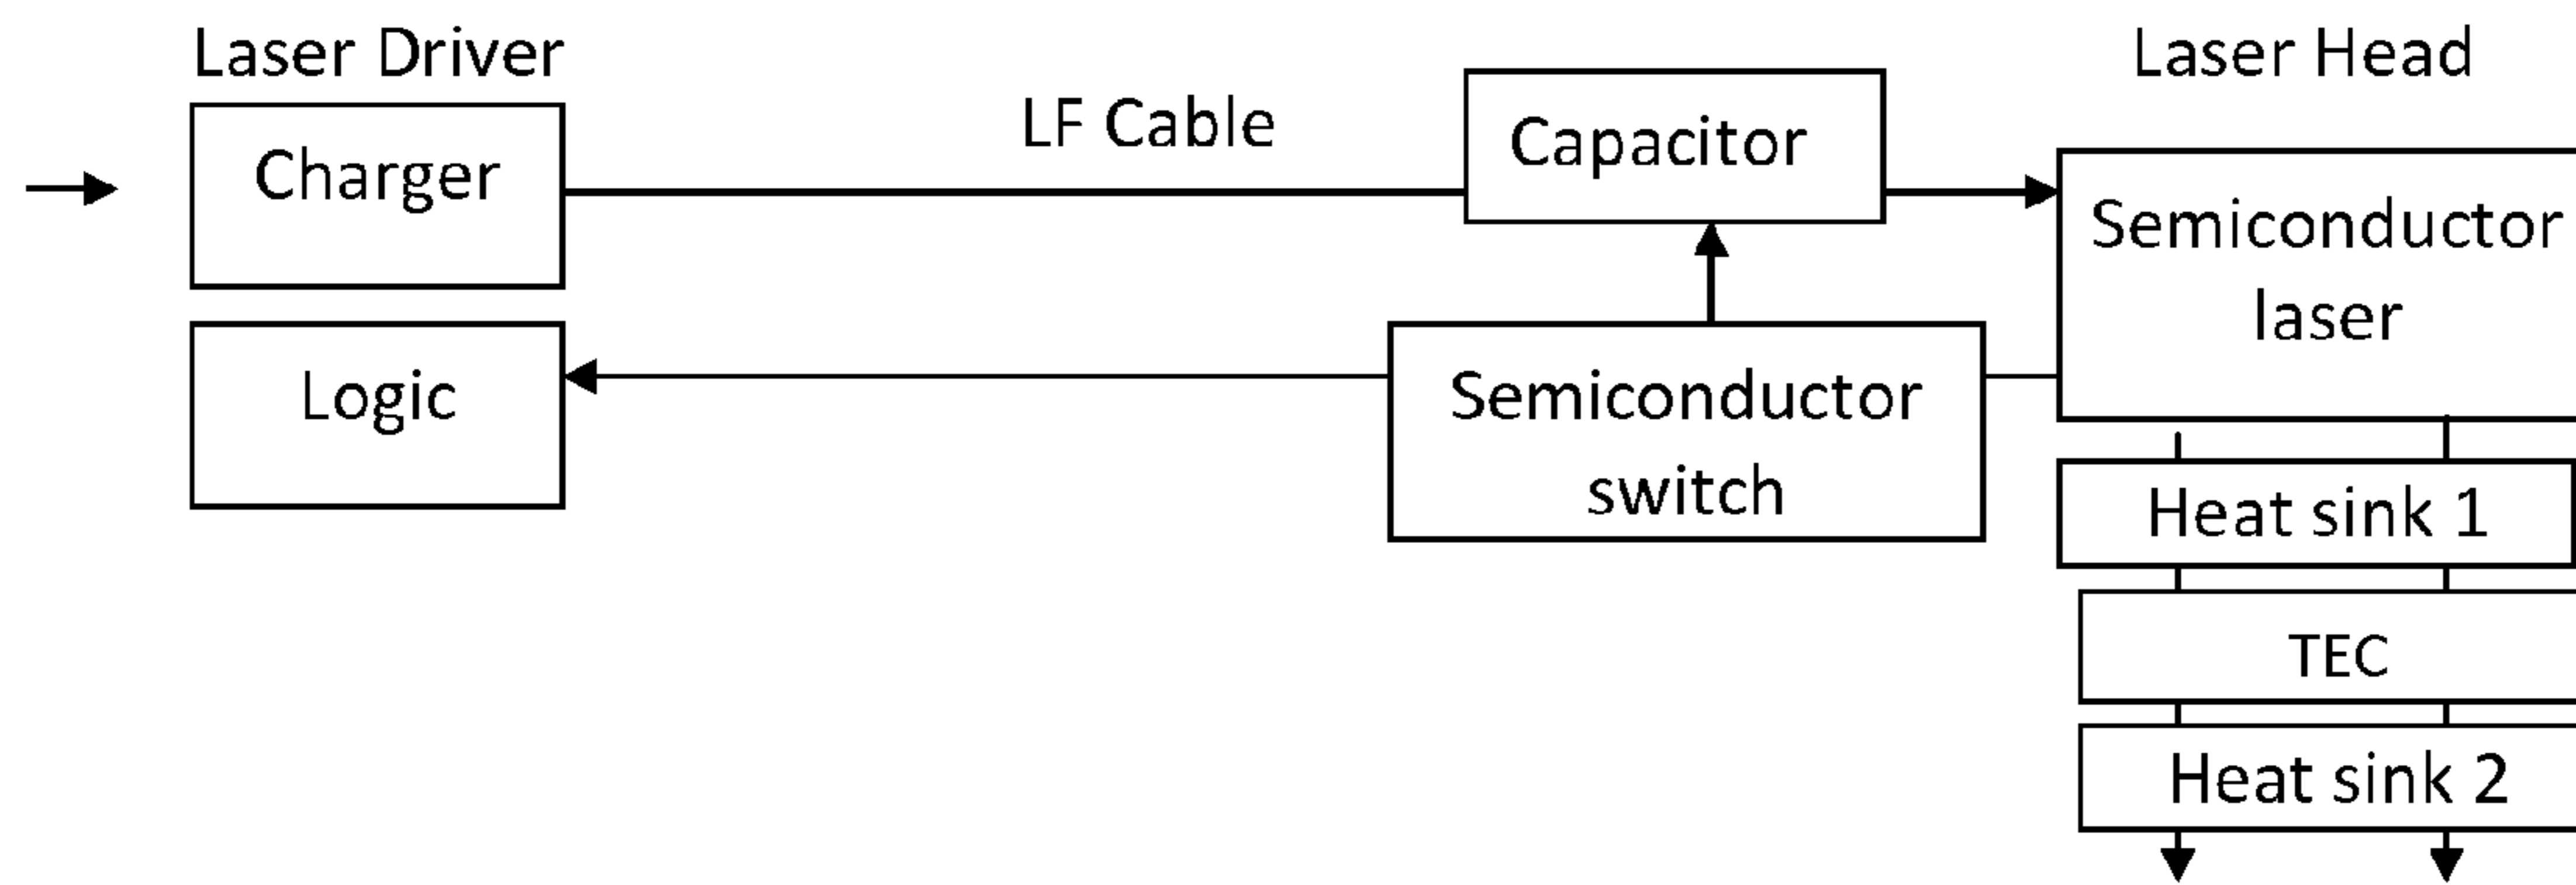 Laser Driver
Laser Head
LF Cable
Charger
Capacitor
Semiconductor
laser
Logic
Semiconductor
switch
Heat sink 1
TEC
Heat sink 2